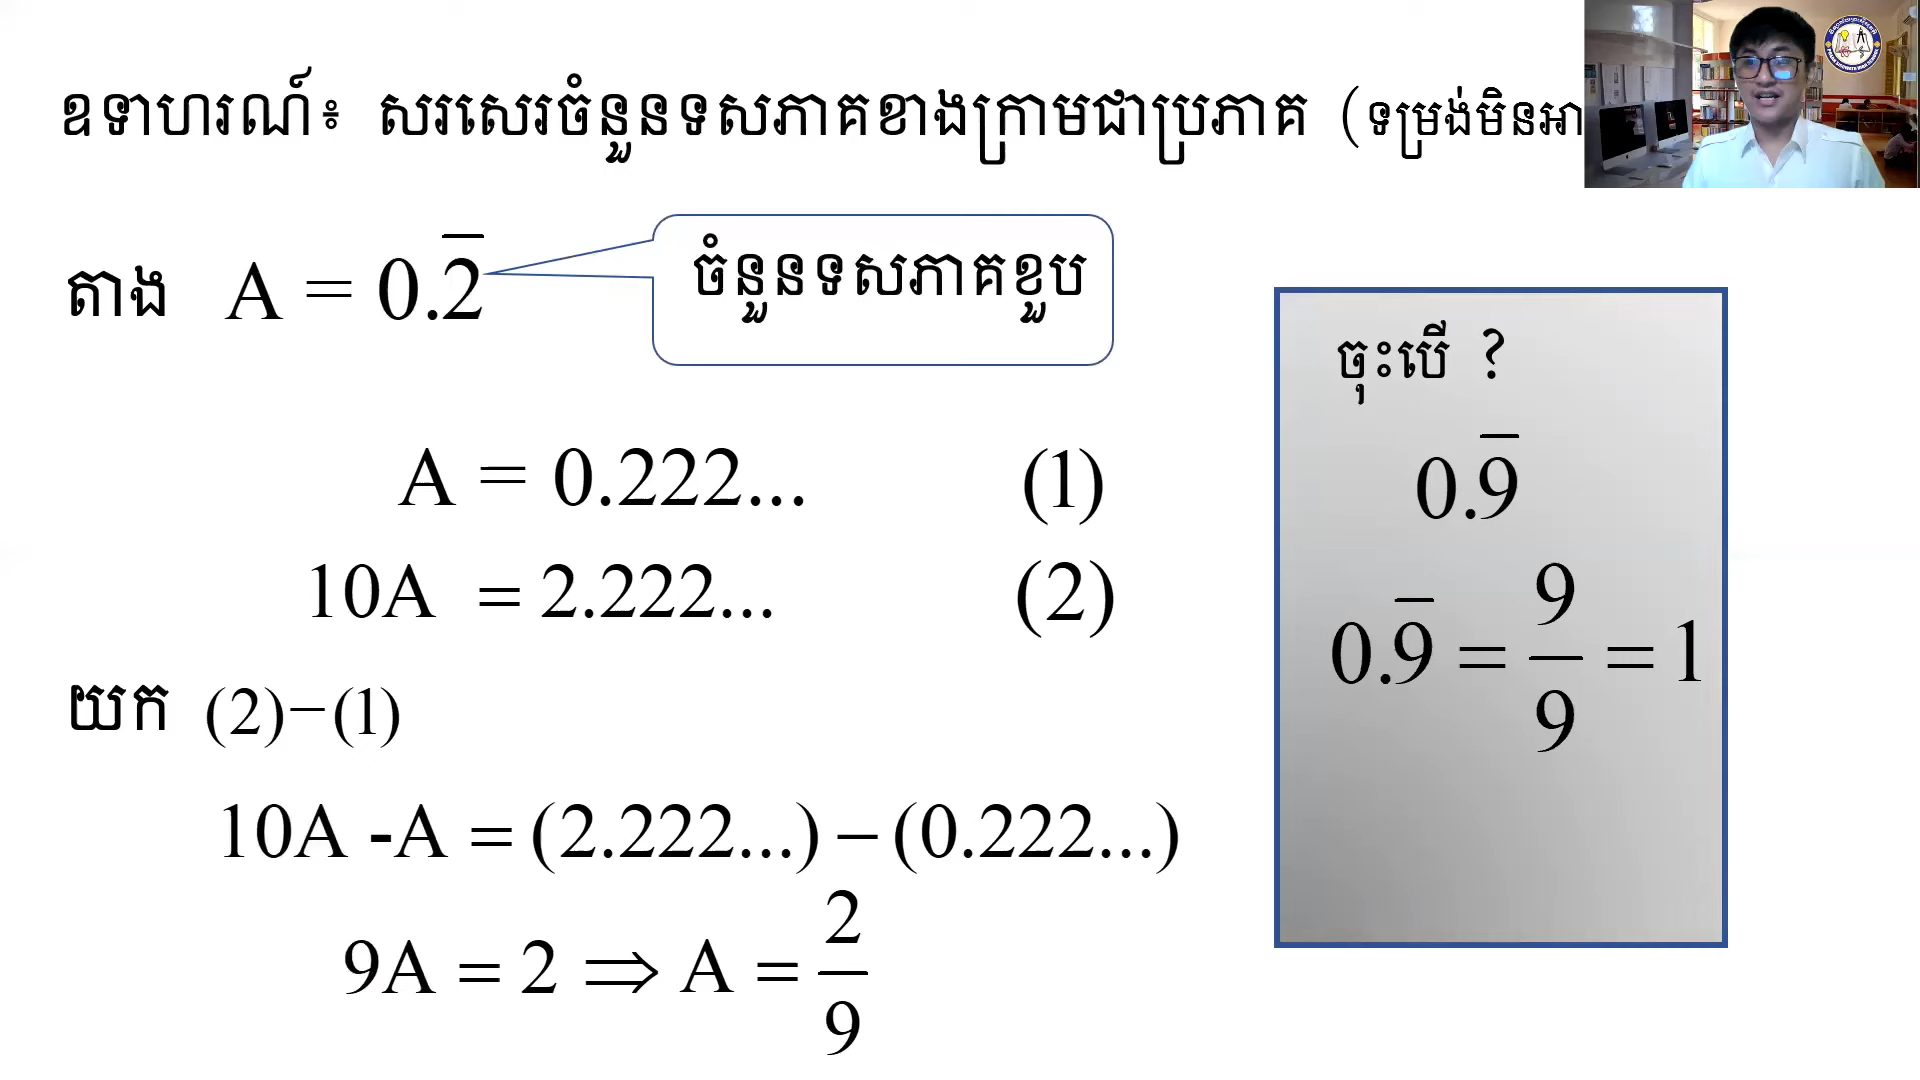 ឧទាហរណ៍៖ សរសេរចំនួនទសភាគខាងក្រោមជាប្រភាគ (ទម្រង់មិនអា
តាង A = 0.2̅
ចំនួនទសភាគខួប
A = 0.222... (1)
10A = 2.222... (2)
យក (2)−(1)
10A -A = (2.222...) − (0.222...)
9A = 2 ⇒ A = 2/9
ចុះបើ ?
0.9̅
0.9̅ = 9/9 = 1